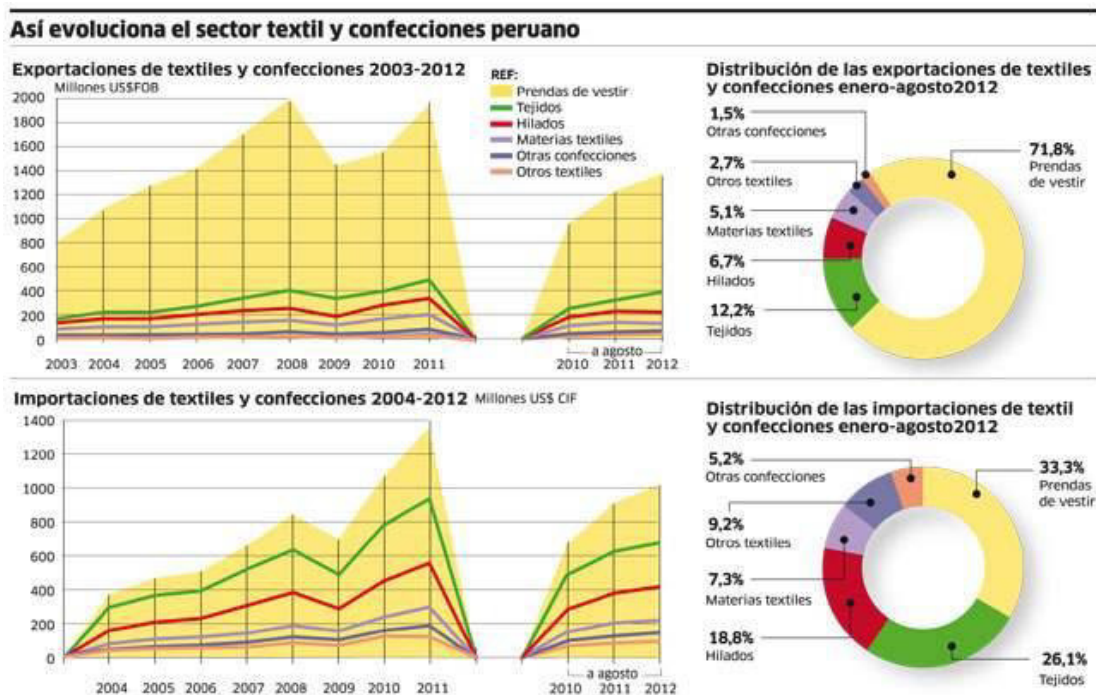 Así evoluciona el sector textil y confecciones peruano
Exportaciones de textiles y confecciones 2003-2012
Millones US$FOB
2000
1800
1600
1400
1200
1000
800
600
400
200
0
2003 2004 2005 2006 2007 2008 2009 2010 2011
2010 2011 2012
a agosto
REF:
Prendas de vestir
Tejidos
Hilados
Materias textiles
Otras confecciones
Otros textiles
Distribución de las exportaciones de textiles
y confecciones enero-agosto2012
1,5%
Otras confecciones
2,7%
Otros textiles
5,1%
Materias textiles
6,7%
Hilados
12,2%
Tejidos
71,8%
Prendas
de vestir
Importaciones de textiles y confecciones 2004-2012 Millones US$ CIF
1400
1200
1000
800
600
400
200
0
2004 2005 2006 2007 2008 2009 2010 2011
a agosto
2010 2011 2012
Distribución de las importaciones de textil
y confecciones enero-agosto2012
5,2%
Otras confecciones
9,2%
Otros textiles
7,3%
Materias textiles
18,8%
Hilados
33,3%
Prendas
de vestir
26,1%
Tejidos